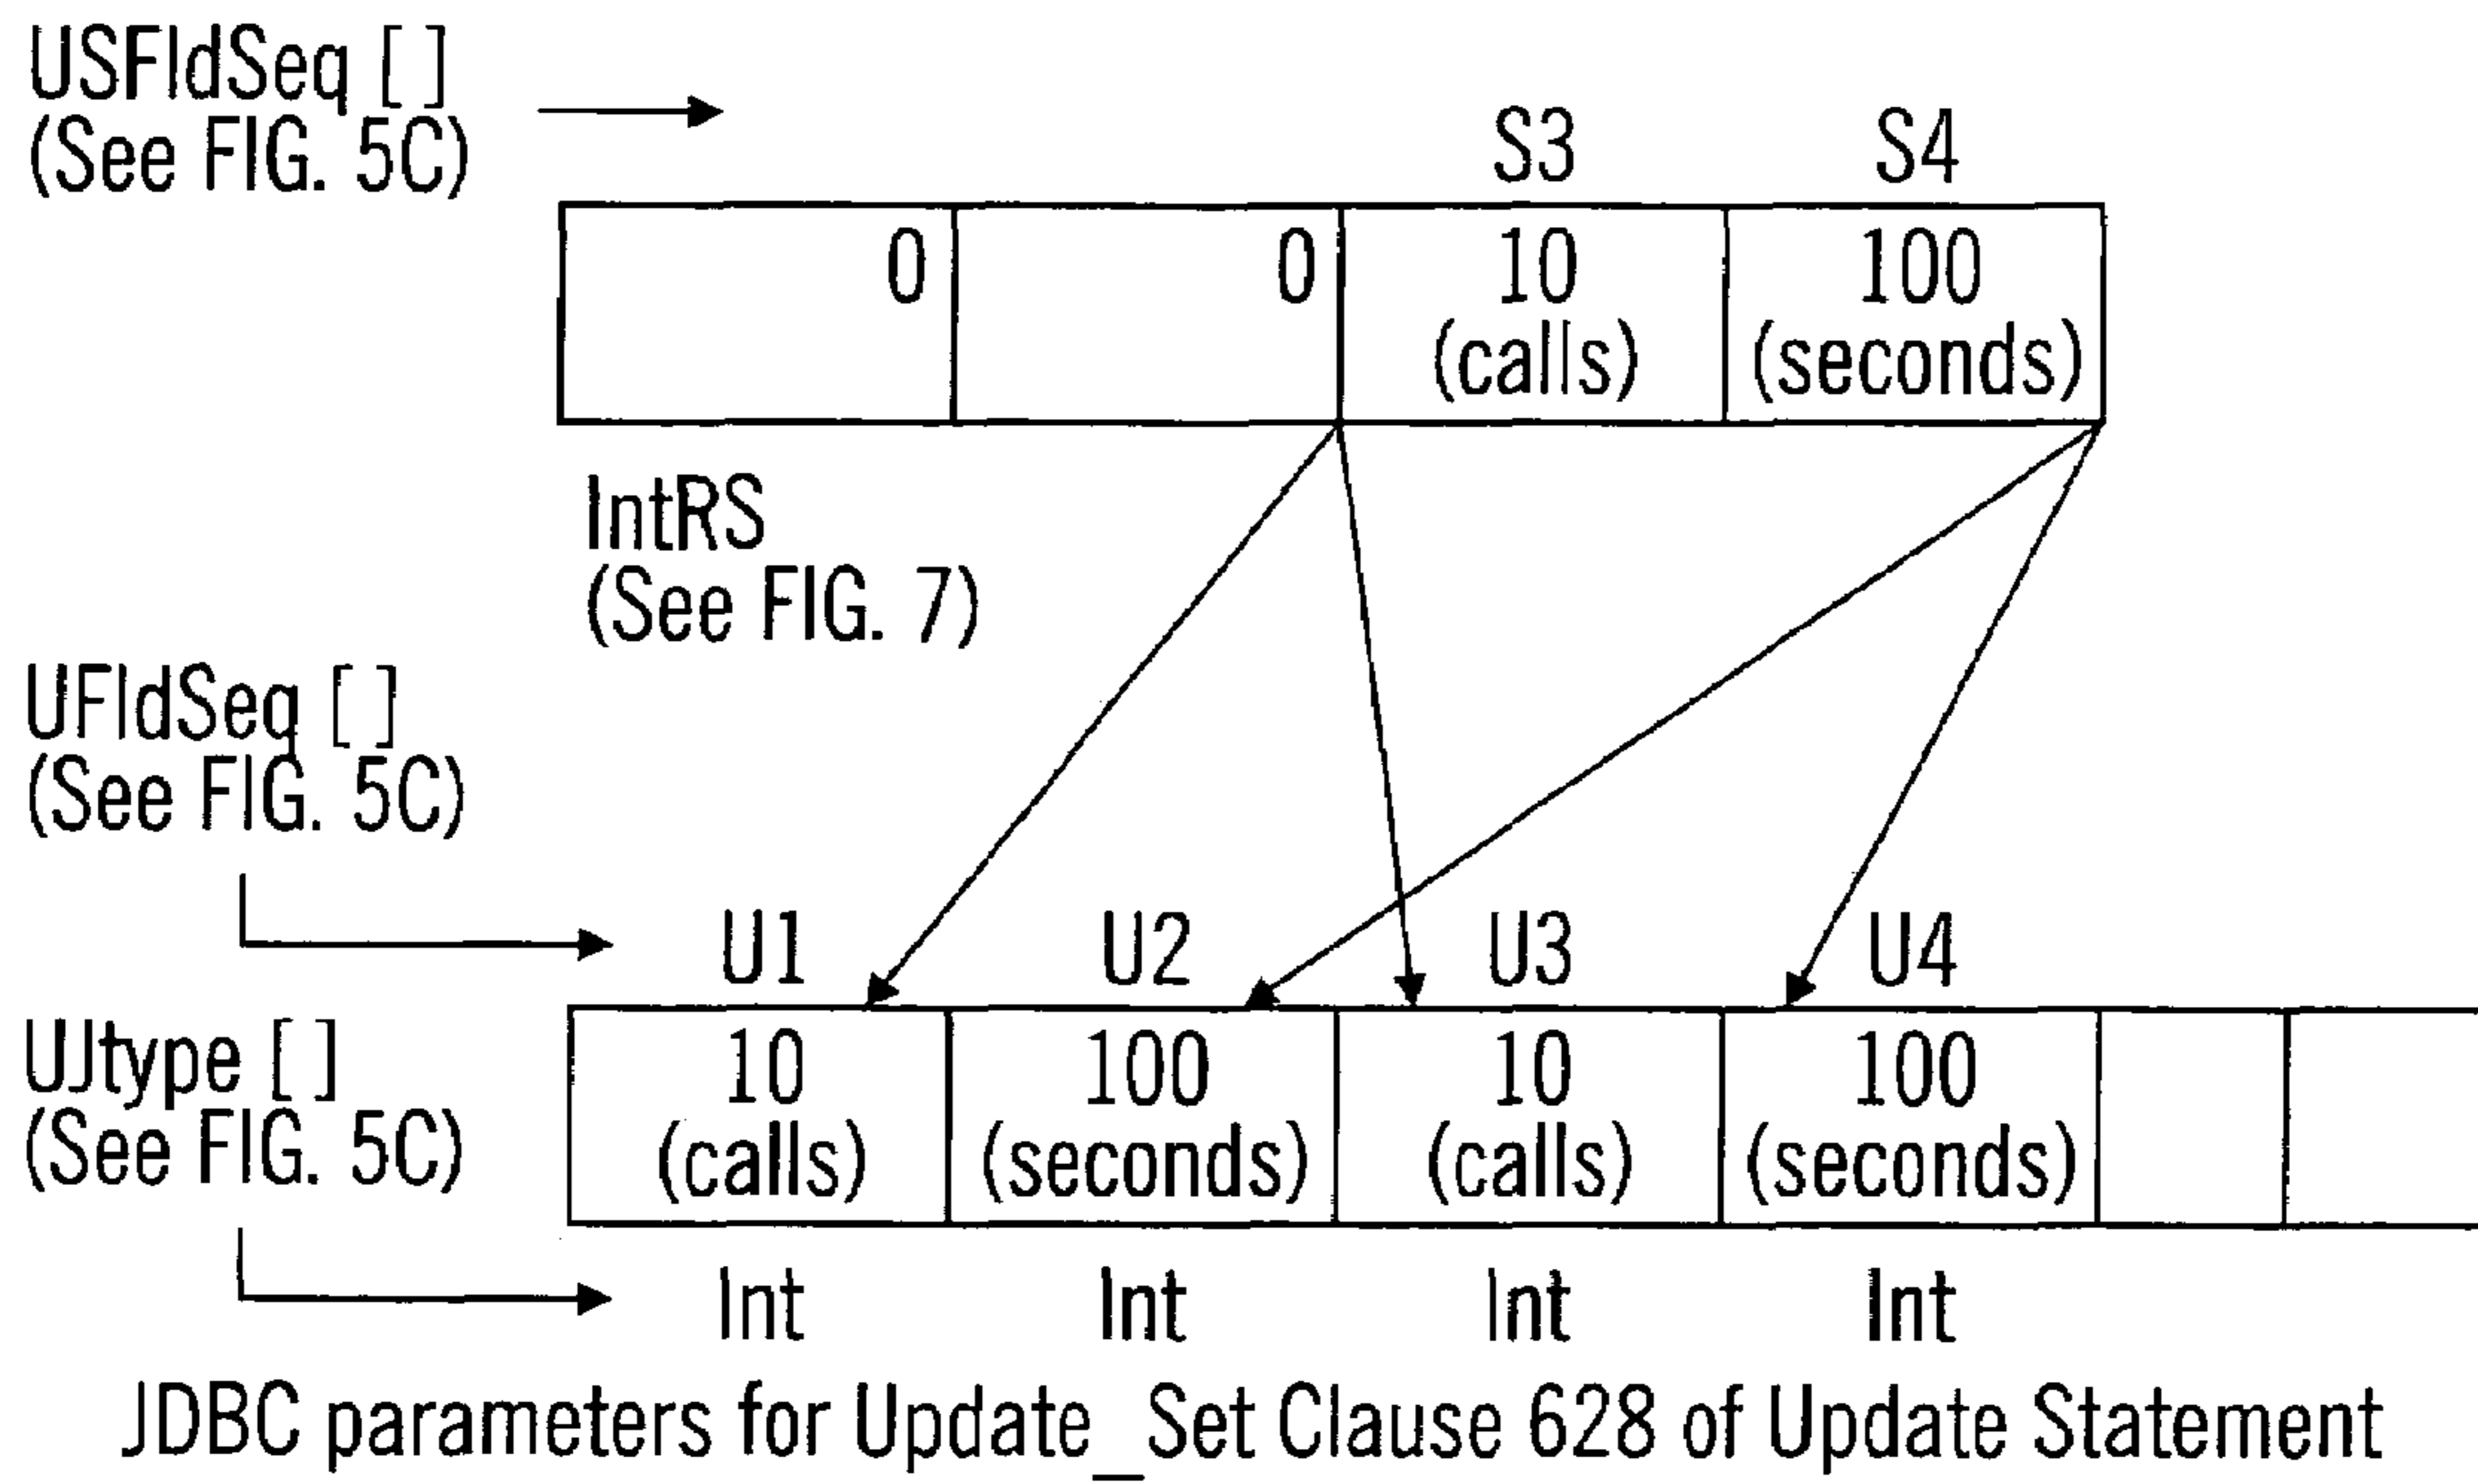 USFldSeq [ ]
(See FIG. 5C)
S3 S4
0 0 10 100
(calls) (seconds)
IntRS
(See FIG. 7)
UFldSeq [ ]
(See FIG. 5C)
U1 U2 U3 U4
UJtype [ ]
(See FIG. 5C)
10 100 10 100
(calls) (seconds) (calls) (seconds)
Int Int Int Int
JDBC parameters for Update_Set Clause 628 of Update Statement